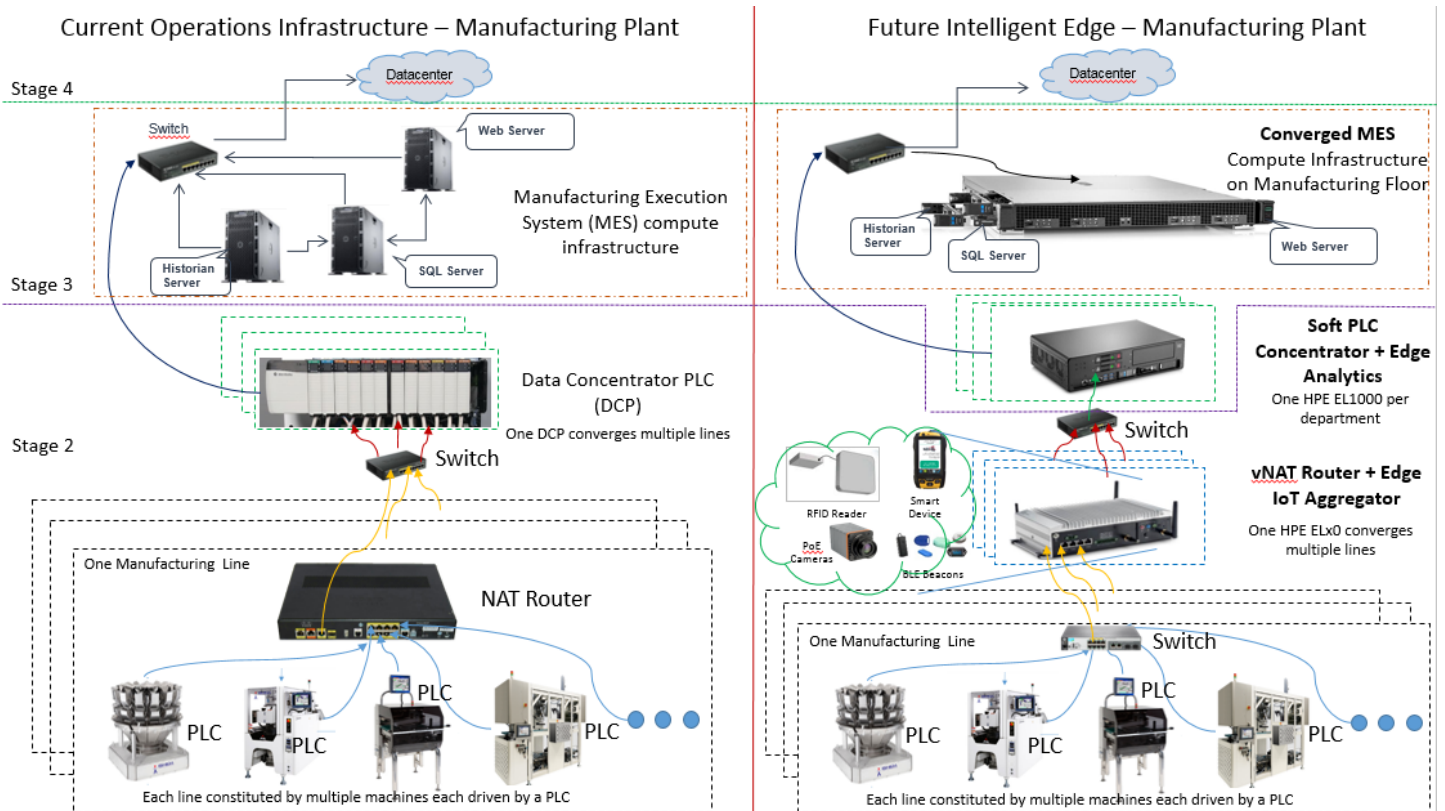 Current Operations Infrastructure – Manufacturing Plant
Datacenter
Stage 4
Switch
Web Server
Manufacturing Execution
System (MES) compute
infrastructure
Historian
Server
SQL Server
Stage 3
Data Concentrator PLC
(DCP)
One DCP converges multiple lines
Stage 2
Switch
One Manufacturing Line
NAT Router
PLC
PLC
PLC
PLC
Each line constituted by multiple machines each driven by a PLC
Future Intelligent Edge – Manufacturing Plant
Datacenter
Converged MES
Compute Infrastructure
on Manufacturing Floor
Historian
Server
SQL Server
Web Server
Soft PLC
Concentrator + Edge
Analytics
One HPE EL1000 per
department
Switch
RFID Reader
Smart
Device
PoE
Cameras
BLE Beacons
vNAT Router + Edge
IoT Aggregator
One HPE ELx0 converges
multiple lines
One Manufacturing Line
Switch
PLC
PLC
PLC
PLC
Each line constituted by multiple machines each driven by a PLC